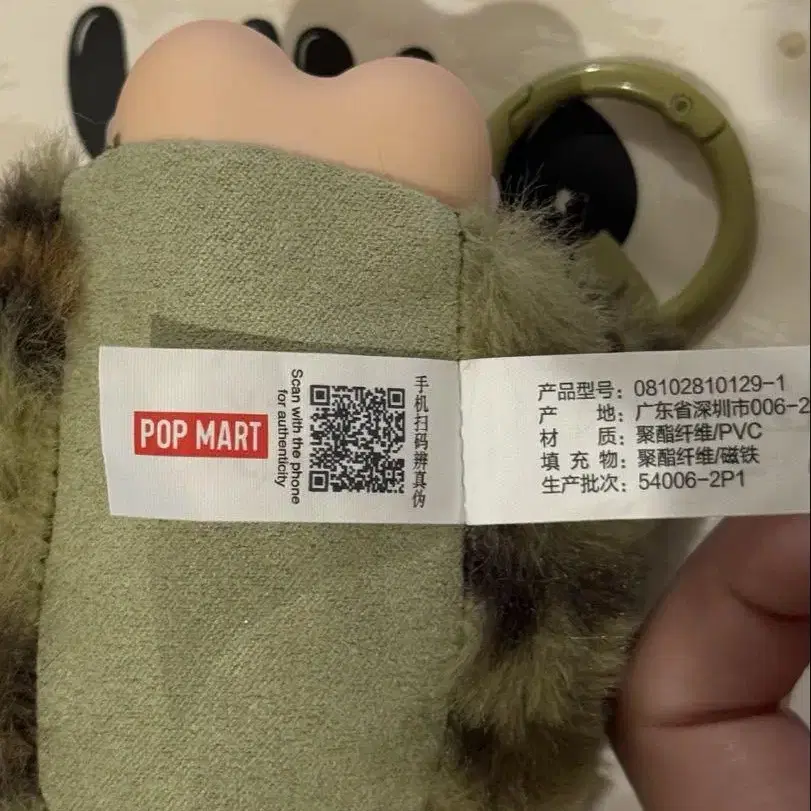 POP MART
Scan with the phone
for authenticity
手机扫码辨真伪
产品型号：08102810129-1
产 地：广东省深圳市006-2
材 质：聚酯纤维/PVC
填 充 物：聚酯纤维/磁铁
生产批次：54006-2P1